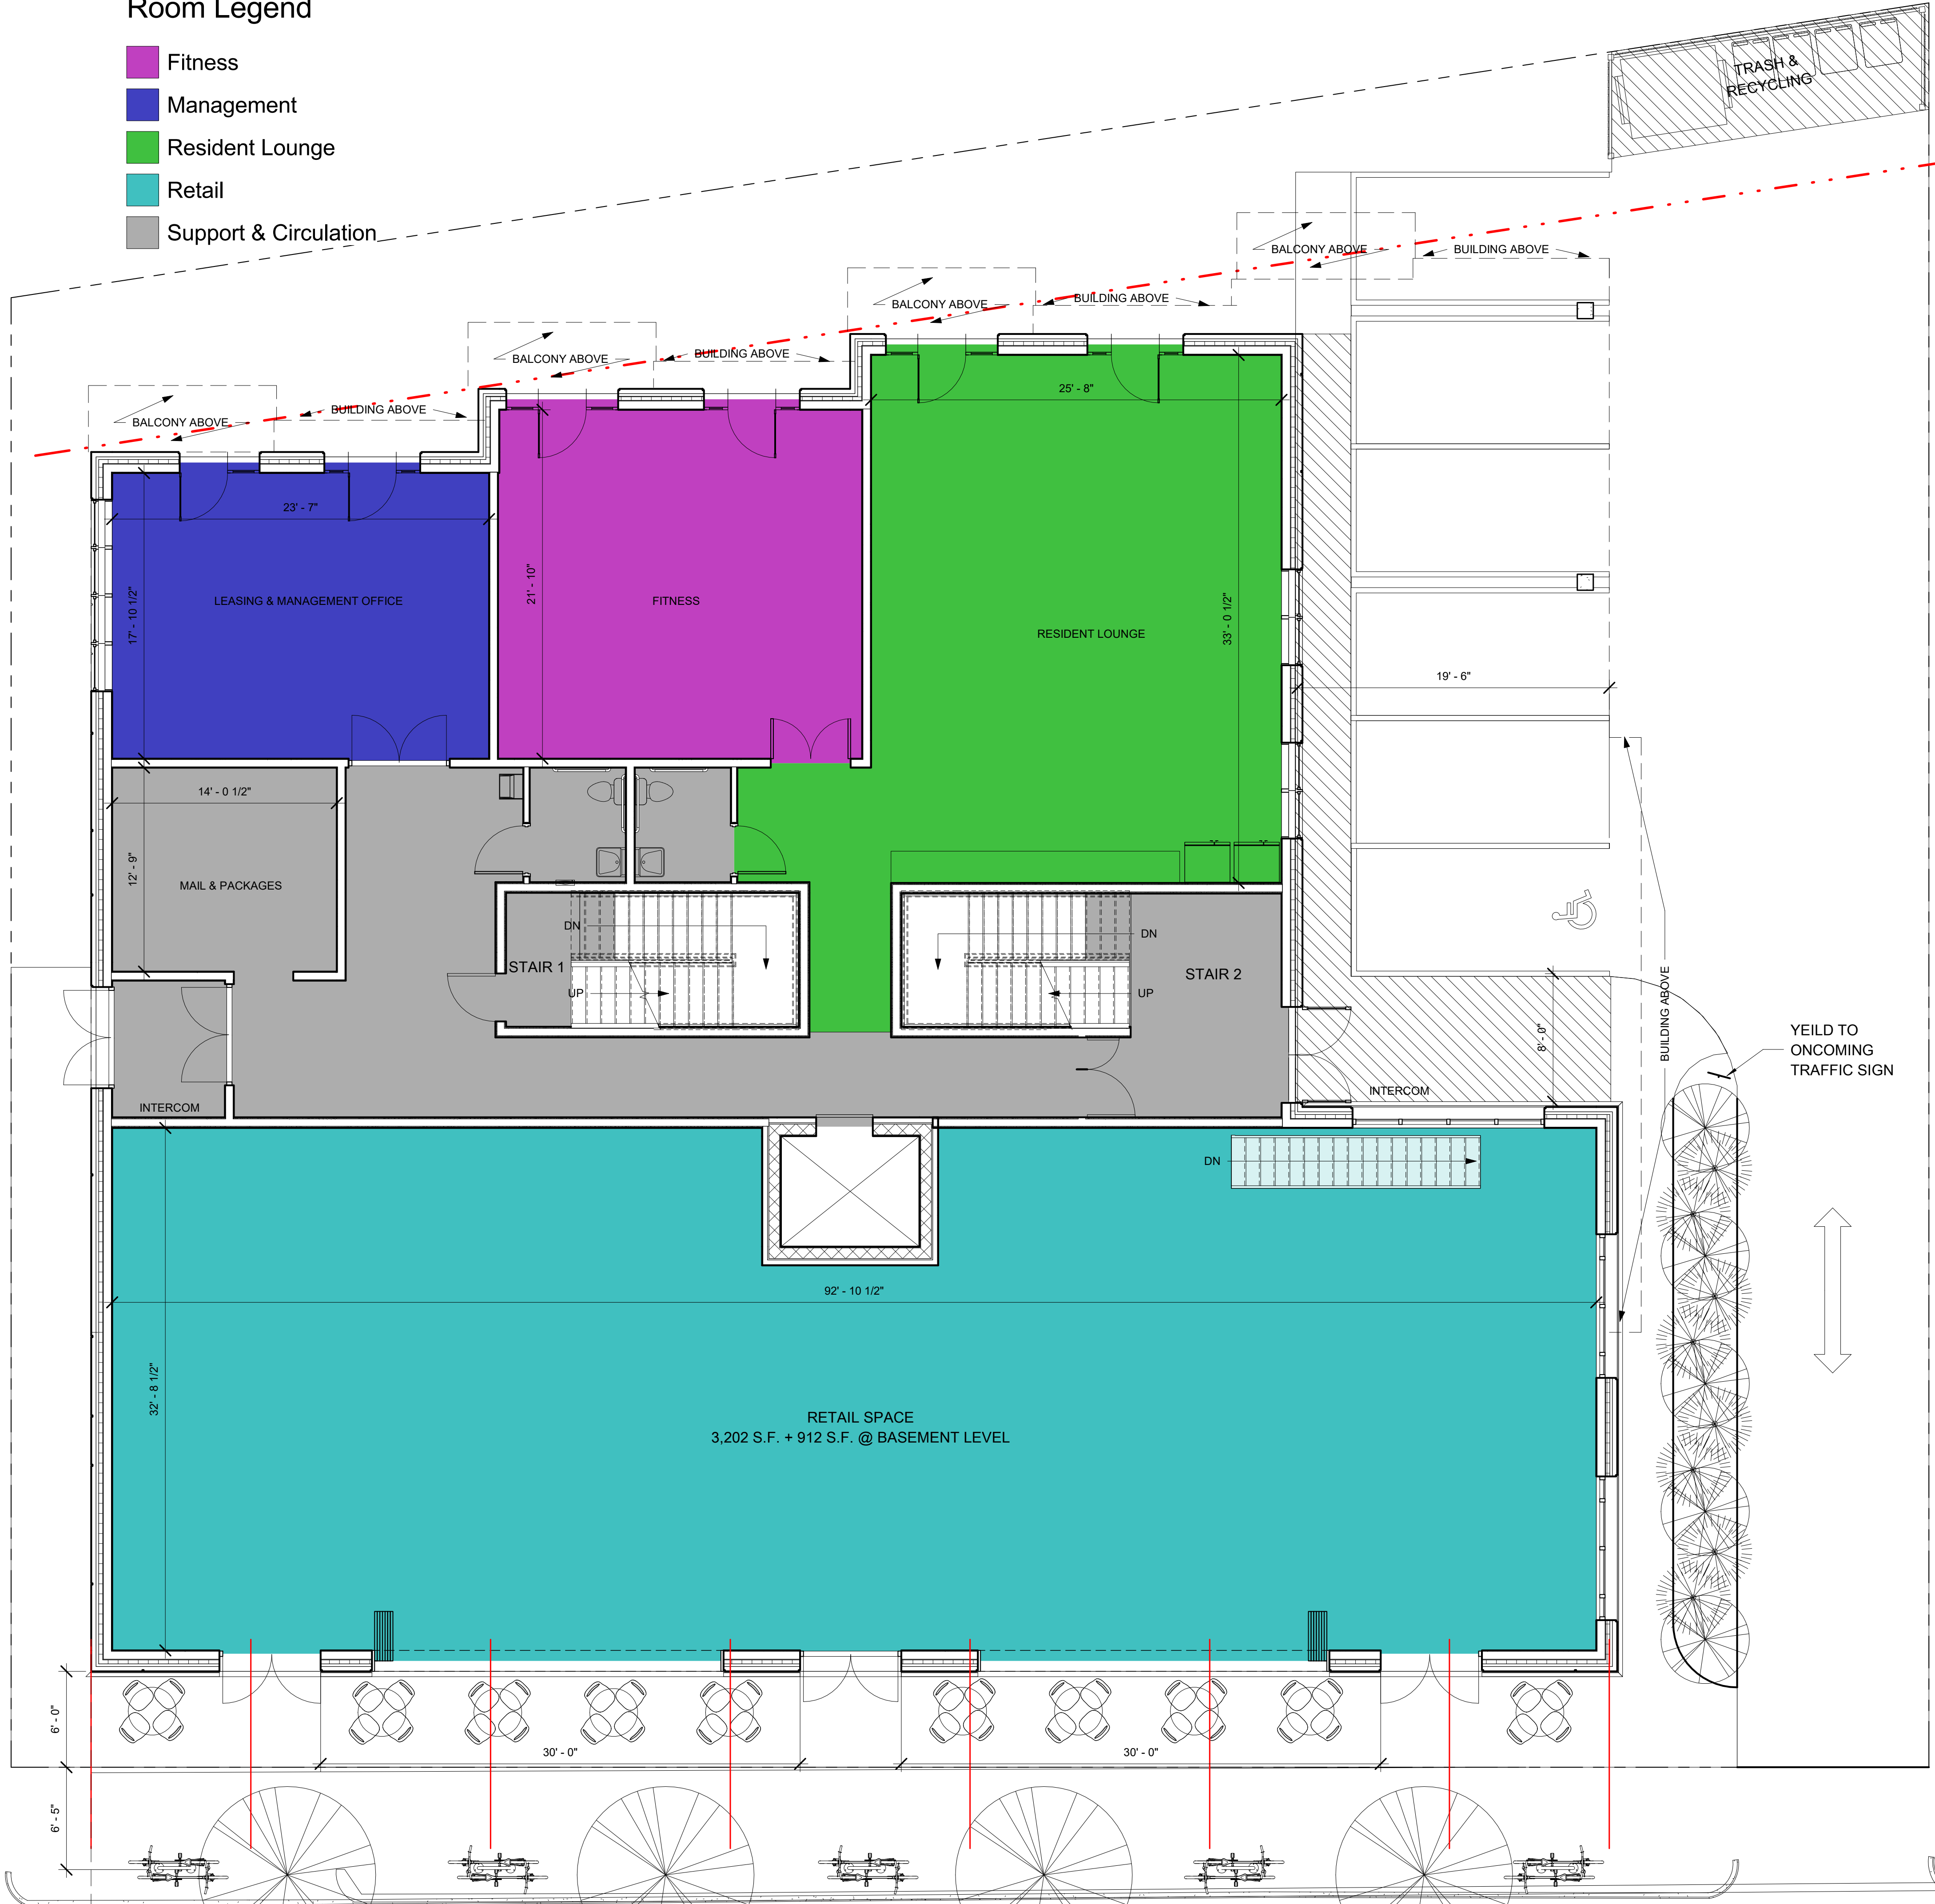 Room Legend
Fitness
Management
Resident Lounge
Retail
Support & Circulation
TRASH &
RECYCLING
BALCONY ABOVE
BUILDING ABOVE
BALCONY ABOVE
BUILDING ABOVE
BALCONY ABOVE
BUILDING ABOVE
BALCONY ABOVE
BUILDING ABOVE
25' - 8"
23' - 7"
17' - 10 1/2"
LEASING & MANAGEMENT OFFICE
21' - 10"
FITNESS
33' - 0 1/2"
RESIDENT LOUNGE
19' - 6"
14' - 0 1/2"
12' - 9"
MAIL & PACKAGES
DN
STAIR 1
UP
DN
STAIR 2
UP
8' - 0"
BUILDING ABOVE
YEILD TO
ONCOMING
TRAFFIC SIGN
INTERCOM
INTERCOM
DN
92' - 10 1/2"
32' - 8 1/2"
RETAIL SPACE
3,202 S.F. + 912 S.F. @ BASEMENT LEVEL
6' - 0"
30' - 0"
30' - 0"
6' - 5"